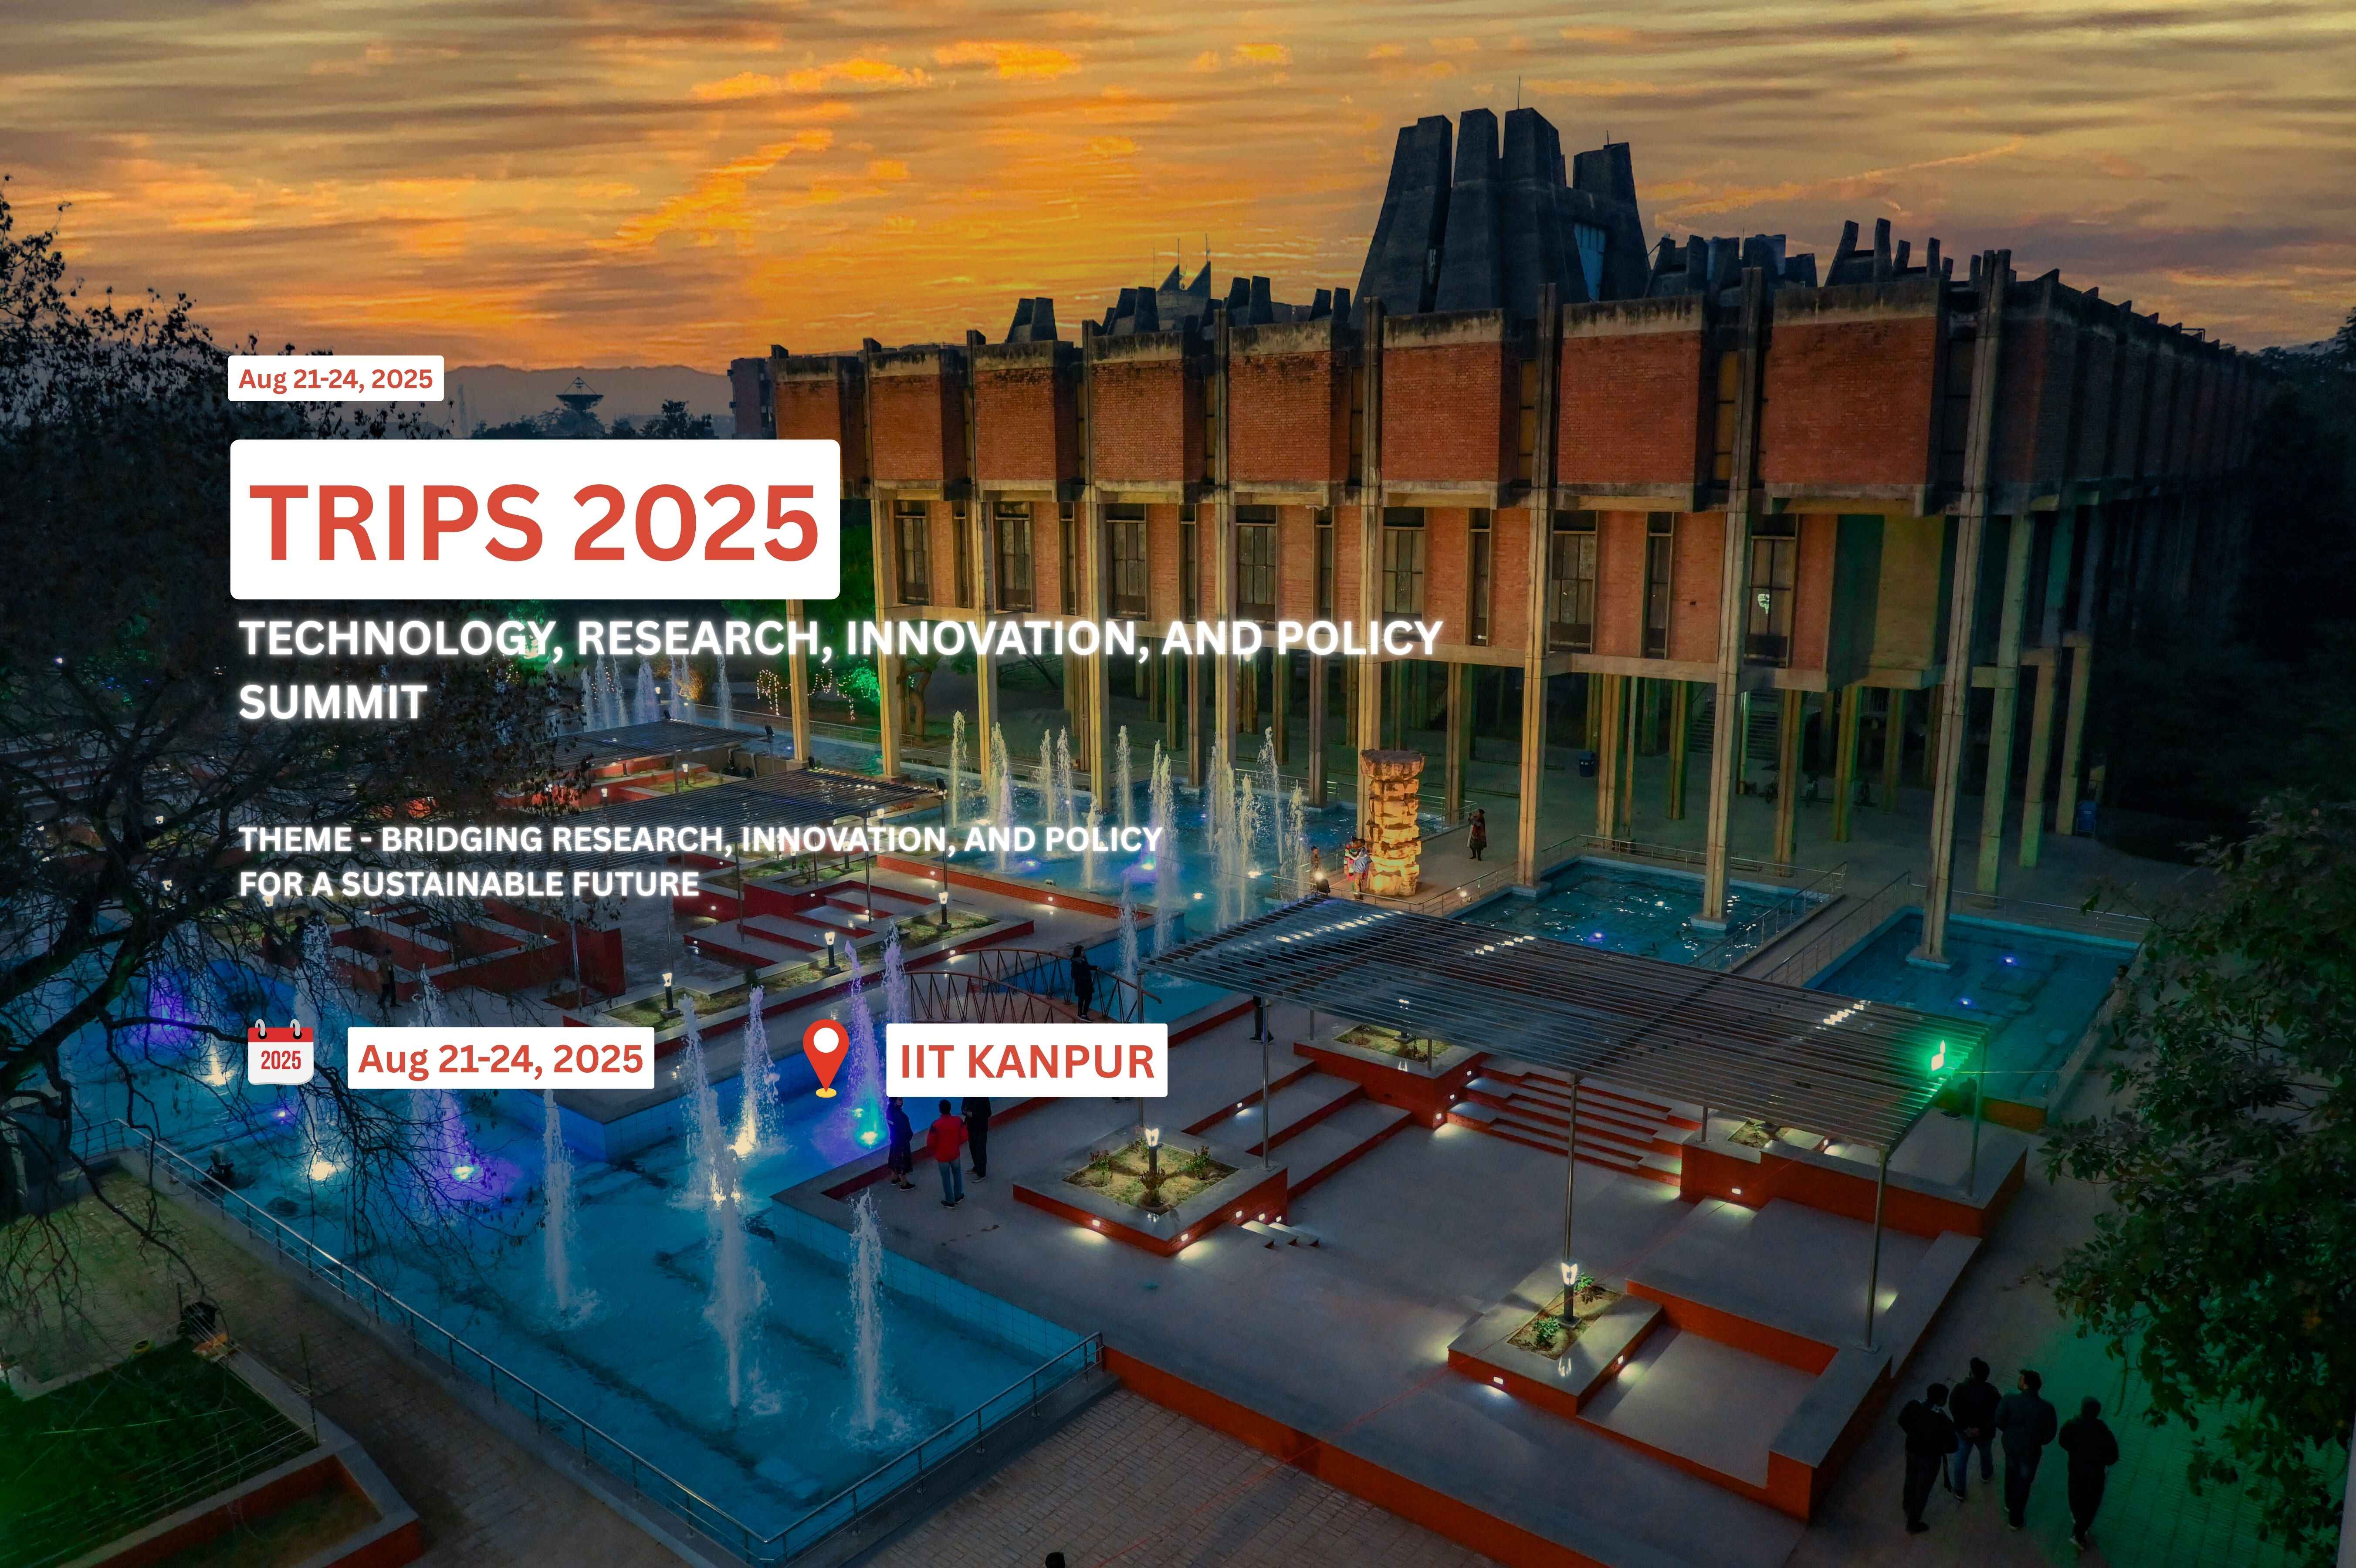 Aug 21-24, 2025
TRIPS 2025
TECHNOLOGY, RESEARCH, INNOVATION, AND POLICY
SUMMIT
THEME - BRIDGING RESEARCH, INNOVATION, AND POLICY
FOR A SUSTAINABLE FUTURE
2025
Aug 21-24, 2025
IIT KANPUR